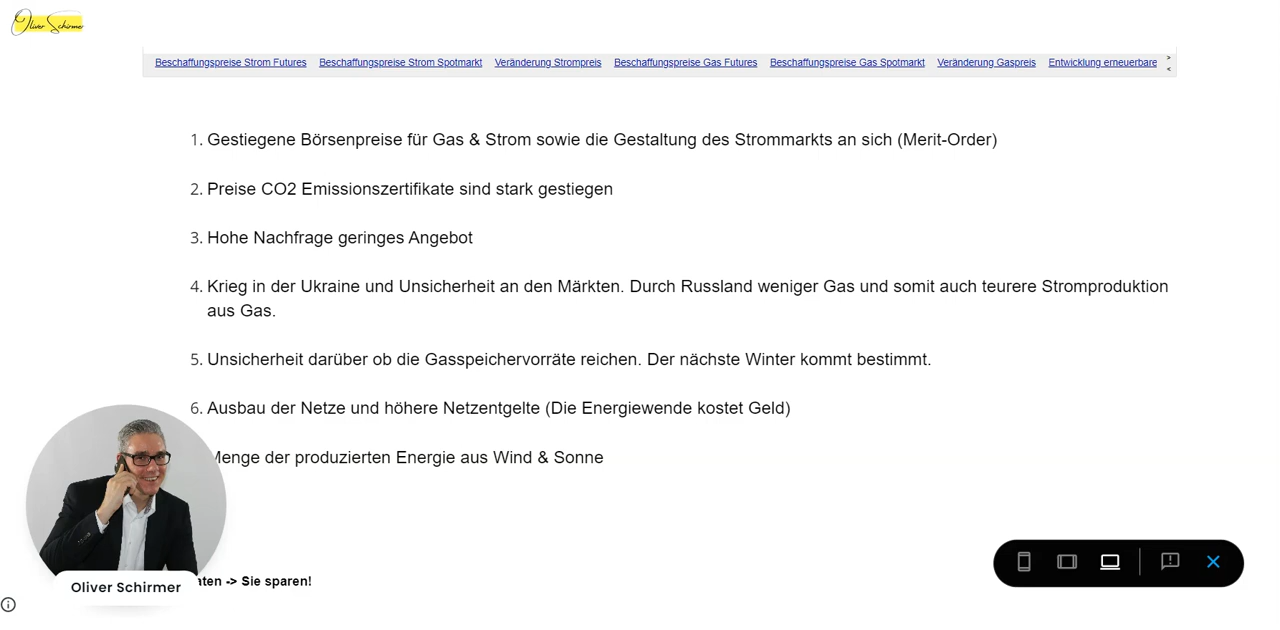 Oliver Schirmer
Beschaffungspreise Strom Futures Beschaffungspreise Strom Spotmarkt Veränderung Strompreis Beschaffungspreise Gas Futures Beschaffungspreise Gas Spotmarkt Veränderung Gaspreis Entwicklung erneuerbare
>
<
1. Gestiegene Börsenpreise für Gas & Strom sowie die Gestaltung des Strommarkts an sich (Merit-Order)
2. Preise CO2 Emissionszertifikate sind stark gestiegen
3. Hohe Nachfrage geringes Angebot
4. Krieg in der Ukraine und Unsicherheit an den Märkten. Durch Russland weniger Gas und somit auch teurere Stromproduktion
aus Gas.
5. Unsicherheit darüber ob die Gasspeichervorräte reichen. Der nächste Winter kommt bestimmt.
6. Ausbau der Netze und höhere Netzentgelte (Die Energiewende kostet Geld)
Menge der produzierten Energie aus Wind & Sonne
-> Sie sparen!
Oliver Schirmer